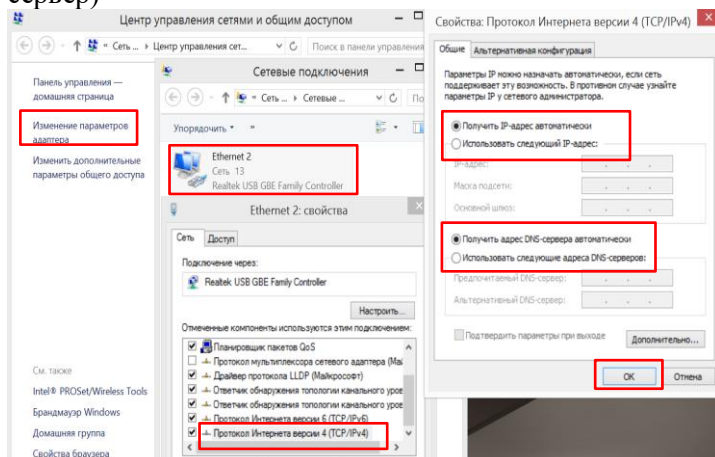 сервер)
Центр управления сетями и общим доступом
« Сеть ... › Центр управления сет...
Поиск в панели управления
Панель управления —
домашняя страница
Изменение параметров
адаптера
Изменить дополнительные
параметры общего доступа
См. также
Intel® PROSet/Wireless Tools
Брандмауэр Windows
Домашняя группа
Свойства браузера
Сетевые подключения
« Сеть ... › Сетевые ...
По
Упорядочить
»
Ethernet 2
Сеть 13
Realtek USB GBE Family Controller
Ethernet 2: свойства
Сеть
Доступ
Подключение через:
Realtek USB GBE Family Controller
Настроить...
Отмеченные компоненты используются этим подключением:
Планировщик пакетов QoS
Протокол мультиплексора сетевого адаптера (Май
Драйвер протокола LLDP (Майкрософт)
Ответчик обнаружения топологии канального уров
Ответчик обнаружения топологии канального уров
Протокол Интернета версии 6 (TCP/IPv6)
Протокол Интернета версии 4 (TCP/IPv4)
Свойства: Протокол Интернета версии 4 (TCP/IPv4)
Общие
Альтернативная конфигурация
Параметры IP можно назначать автоматически, если сеть
поддерживает эту возможность. В противном случае узнайте
параметры IP у сетевого администратора.
Получить IP-адрес автоматически
Использовать следующий IP-адрес:
IP-адрес:
Маска подсети:
Основной шлюз:
Получить адрес DNS-сервера автоматически
Использовать следующие адреса DNS-серверов:
Предпочитаемый DNS-сервер:
Альтернативный DNS-сервер:
Подтвердить параметры при выходе
Дополнительно...
ОК
Отмена